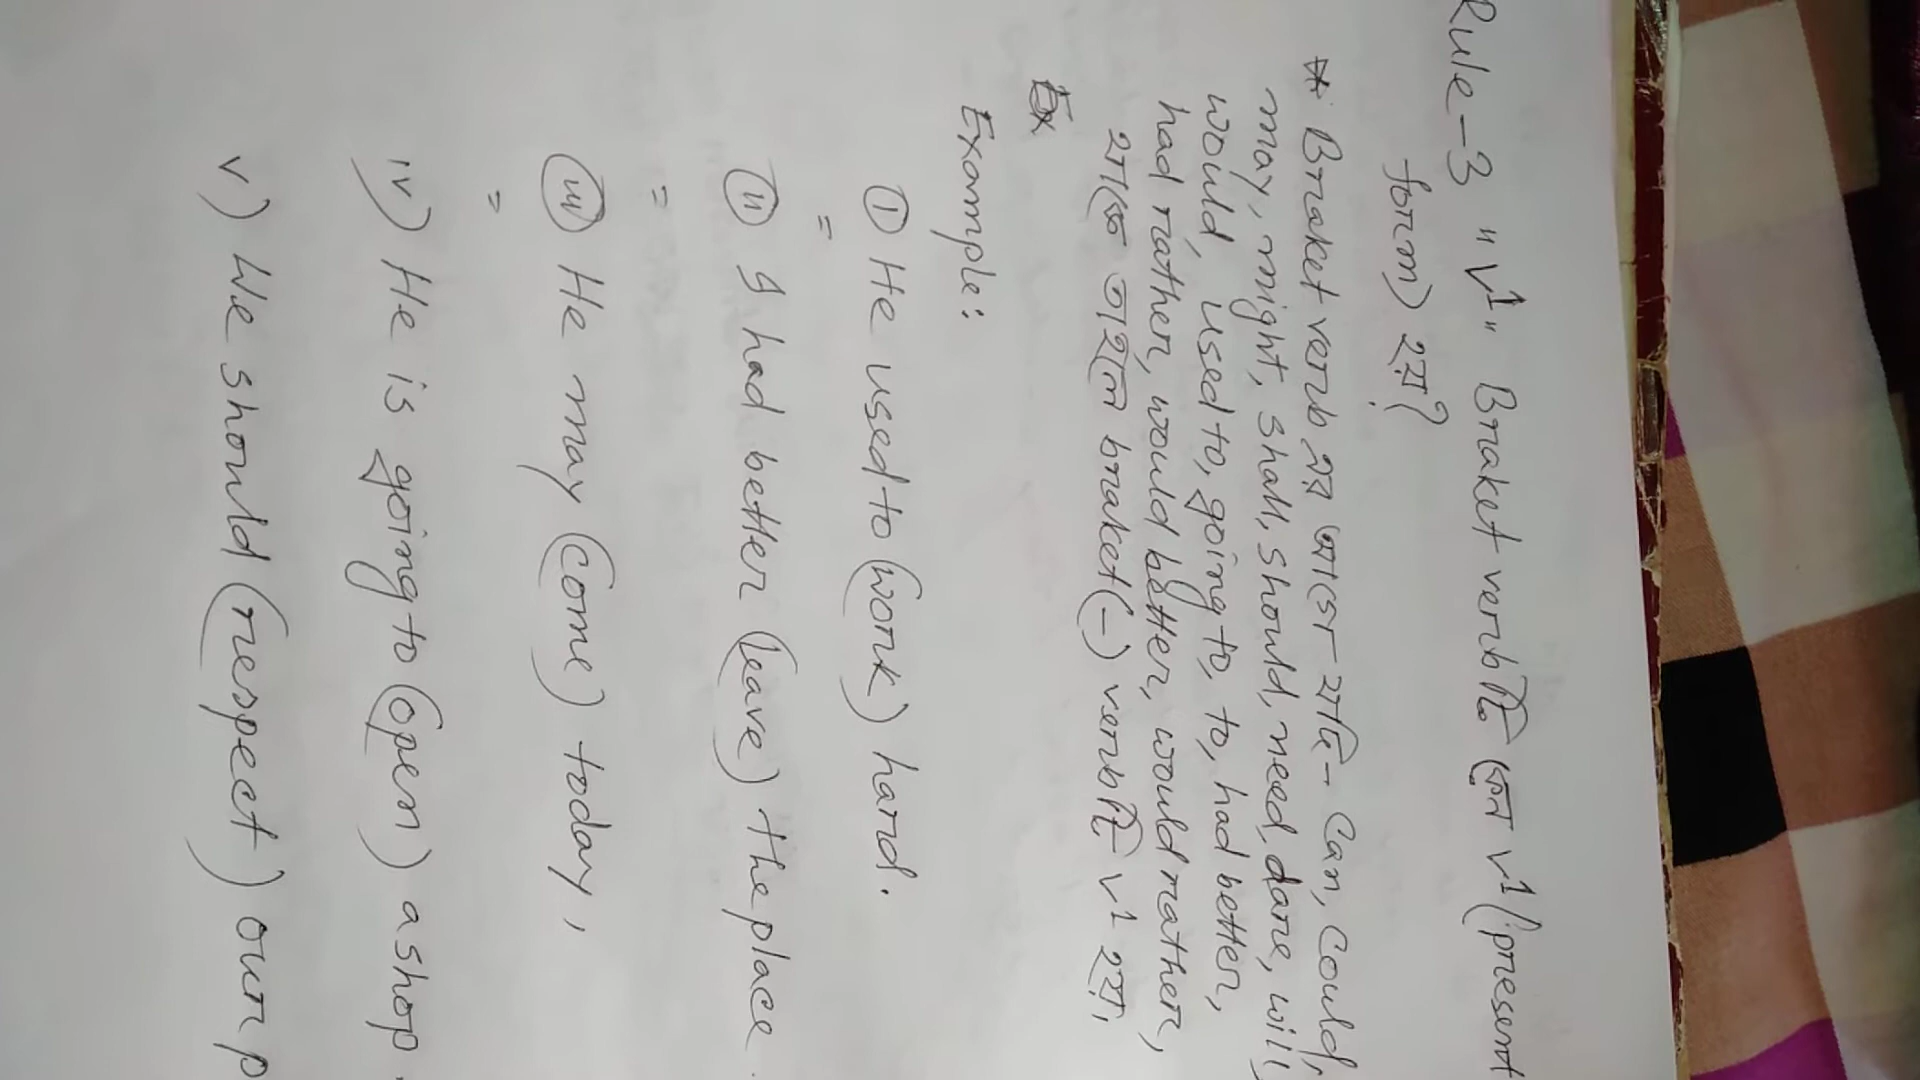 Rule-3 "V1" Braket verbটি কেন V1 (present
form) হয়?
* Braket verb এর আগে যদি- Can, Could,
may, might, shall, should, need, dare, will,
would, used to, going to, to, had better,
had rather, would better, would rather,
থাকে তাহলে braket (-) verbটি V1 হয়।
Example:
(i) He used to (work) hard.
=
(ii) I had better (leave) the place.
=
(iii) He may (come) today,
=
iv) He is going to (open) a shop.
v) We should (respect) our p